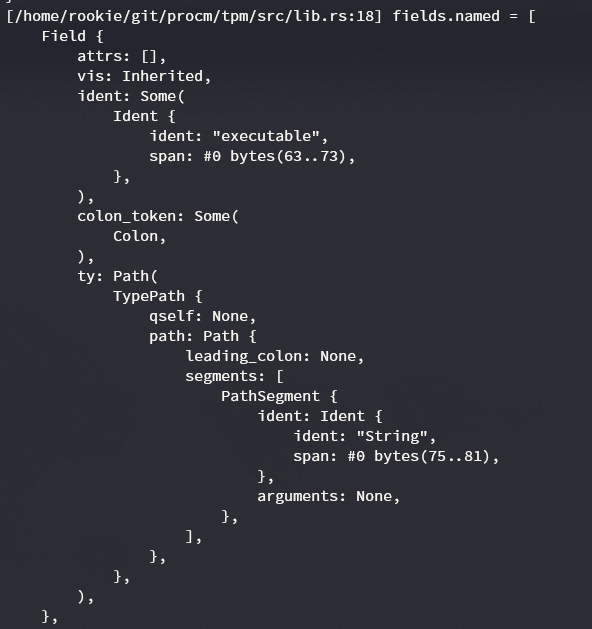 [/home/rookie/git/procm/tpm/src/lib.rs:18] fields.named = [
    Field {
        attrs: [],
        vis: Inherited,
        ident: Some(
            Ident {
                ident: "executable",
                span: #0 bytes(63..73),
            },
        ),
        colon_token: Some(
            Colon,
        ),
        ty: Path(
            TypePath {
                qself: None,
                path: Path {
                    leading_colon: None,
                    segments: [
                        PathSegment {
                            ident: Ident {
                                ident: "String",
                                span: #0 bytes(75..81),
                            },
                            arguments: None,
                        },
                    ],
                },
            },
        ),
    },